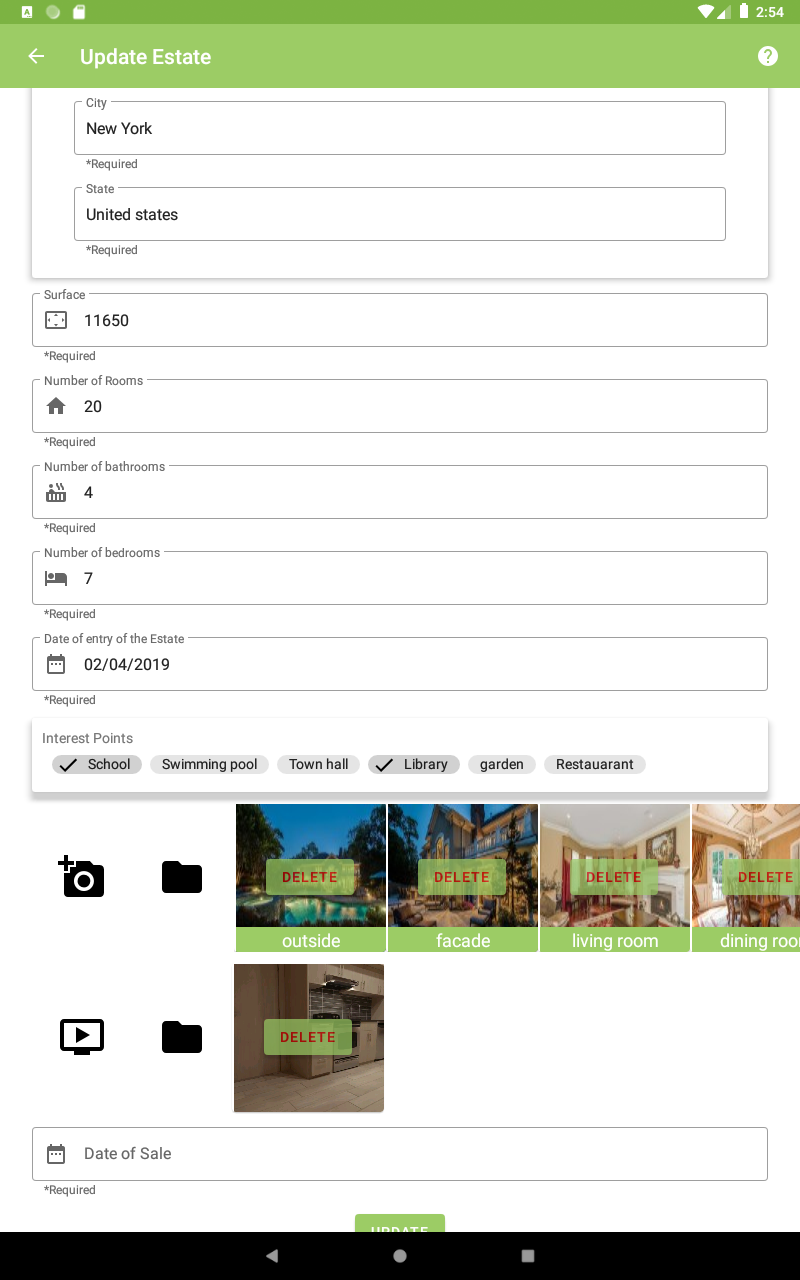 2:54
Update Estate
City
New York
*Required
State
United states
*Required
Surface
11650
*Required
Number of Rooms
20
*Required
Number of bathrooms
4
*Required
Number of bedrooms
7
*Required
Date of entry of the Estate
02/04/2019
*Required
Interest Points
School Swimming pool Town hall Library garden Restauarant
DELETE DELETE DELETE DELETE
outside facade living room dining roo
DELETE
Date of Sale
*Required
UPDATE